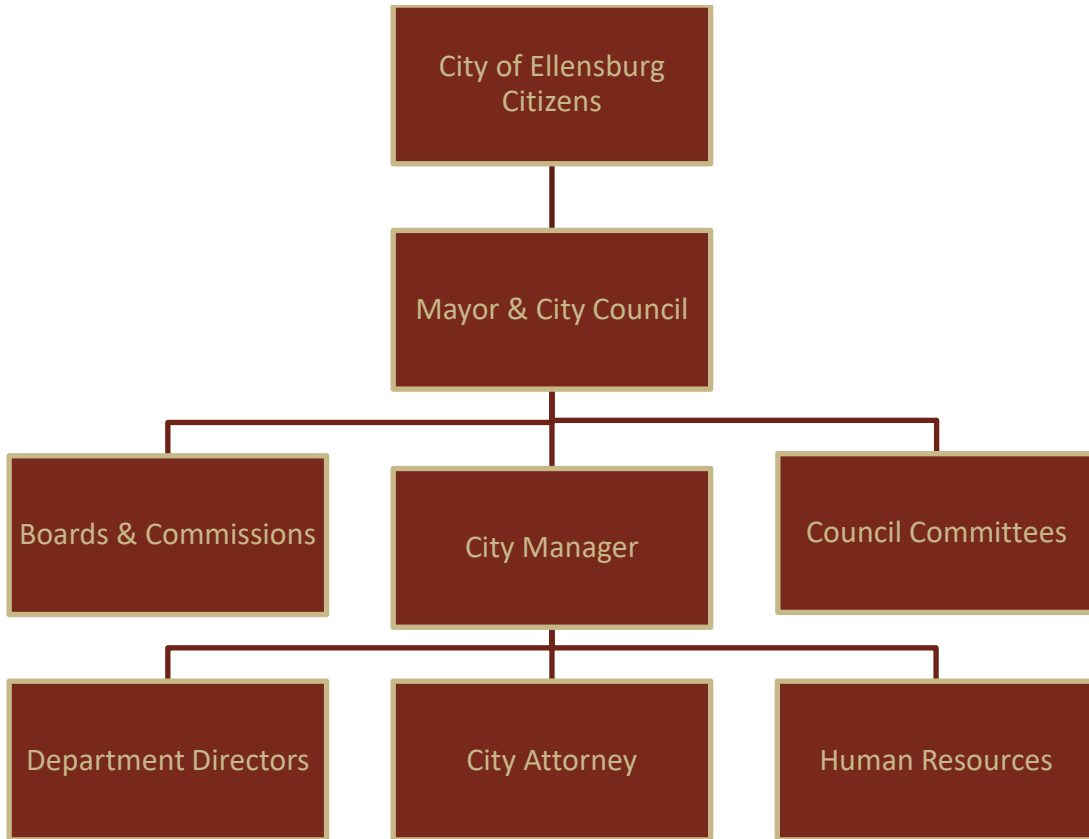 City of Ellensburg
Citizens
Mayor & City Council
Boards & Commissions
City Manager
Council Committees
Department Directors
City Attorney
Human Resources